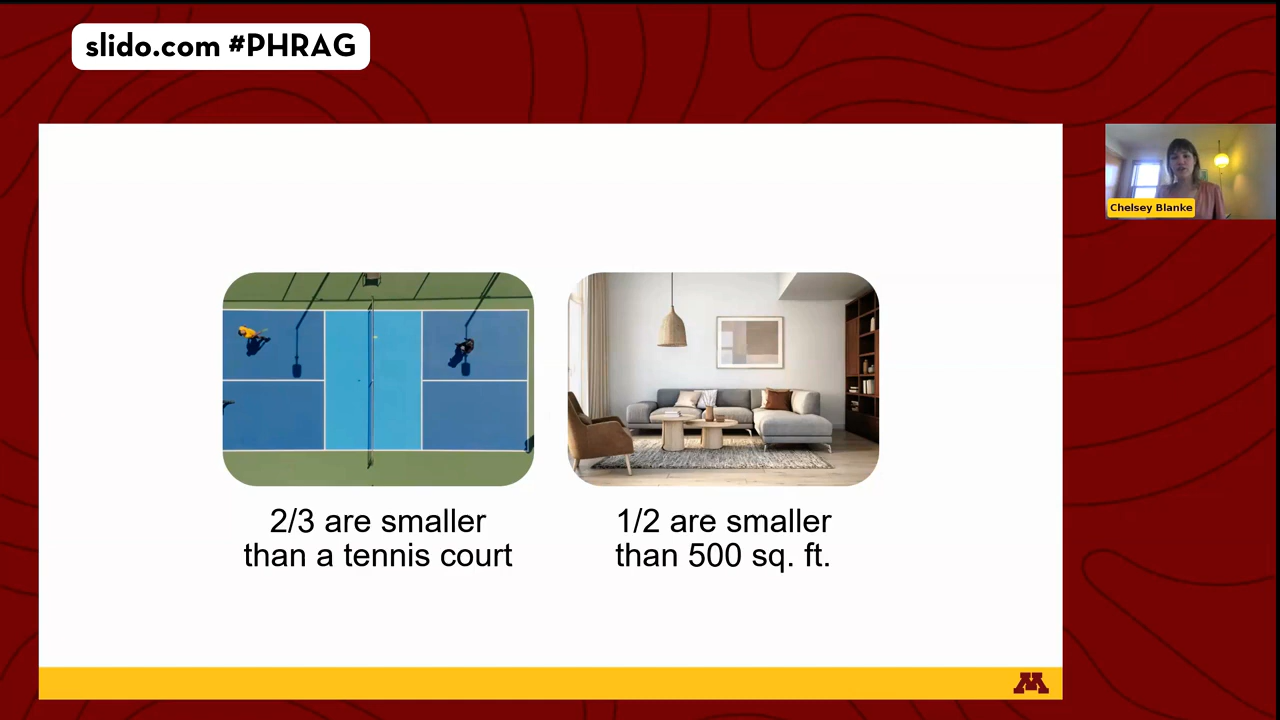 slido.com #PHRAG
Chelsey Blanke
2/3 are smaller
than a tennis court
1/2 are smaller
than 500 sq. ft.
M